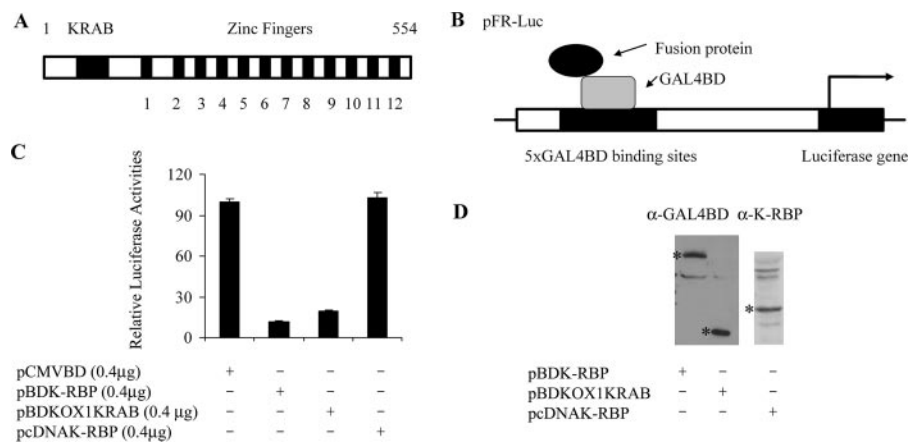 A
1 KRAB Zinc Fingers 554
1 2 3 4 5 6 7 8 9 10 11 12
B pFR-Luc
Fusion protein
GAL4BD
5xGAL4BD binding sites Luciferase gene
C
Relative Luciferase Activities
120
90
60
30
0
pCMVBD (0.4µg) + − − −
pBDK-RBP (0.4µg) − + − −
pBDKOX1KRAB (0.4 µg) − − + −
pcDNAK-RBP (0.4µg) − − − +
D
α-GAL4BD α-K-RBP
* *
*
pBDK-RBP + − −
pBDKOX1KRAB − + −
pcDNAK-RBP − − +